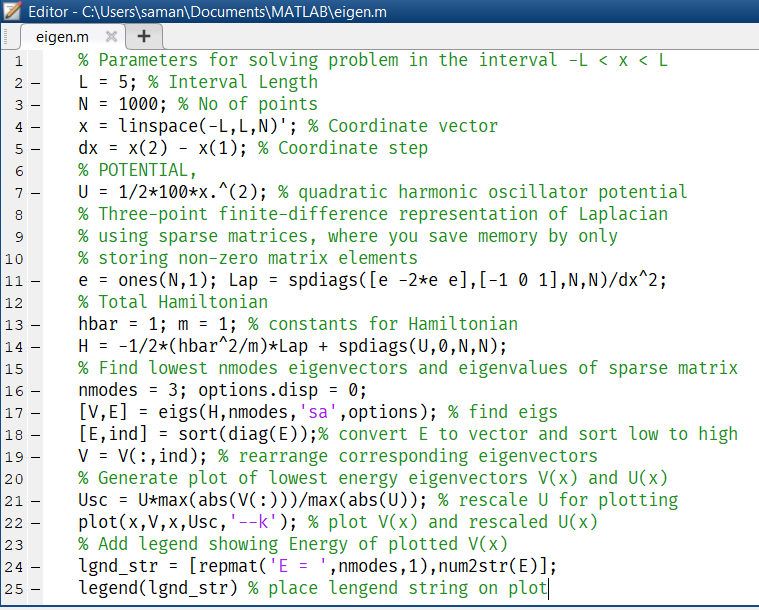 Editor - C:\Users\saman\Documents\MATLAB\eigen.m
eigen.m
1 % Parameters for solving problem in the interval -L < x < L
2 - L = 5; % Interval Length
3 - N = 1000; % No of points
4 - x = linspace(-L,L,N)'; % Coordinate vector
5 - dx = x(2) - x(1); % Coordinate step
6 % POTENTIAL,
7 - U = 1/2*100*x.^(2); % quadratic harmonic oscillator potential
8 % Three-point finite-difference representation of Laplacian
9 % using sparse matrices, where you save memory by only
10 % storing non-zero matrix elements
11 - e = ones(N,1); Lap = spdiags([e -2*e e],[-1 0 1],N,N)/dx^2;
12 % Total Hamiltonian
13 - hbar = 1; m = 1; % constants for Hamiltonian
14 - H = -1/2*(hbar^2/m)*Lap + spdiags(U,0,N,N);
15 % Find lowest nmodes eigenvectors and eigenvalues of sparse matrix
16 - nmodes = 3; options.disp = 0;
17 - [V,E] = eigs(H,nmodes,'sa',options); % find eigs
18 - [E,ind] = sort(diag(E));% convert E to vector and sort low to high
19 - V = V(:,ind); % rearrange corresponding eigenvectors
20 % Generate plot of lowest energy eigenvectors V(x) and U(x)
21 - Usc = U*max(abs(V(:)))/max(abs(U)); % rescale U for plotting
22 - plot(x,V,x,Usc,'--k'); % plot V(x) and rescaled U(x)
23 % Add legend showing Energy of plotted V(x)
24 - lgnd_str = [repmat('E = ',nmodes,1),num2str(E)];
25 - legend(lgnd_str) % place lengend string on plot